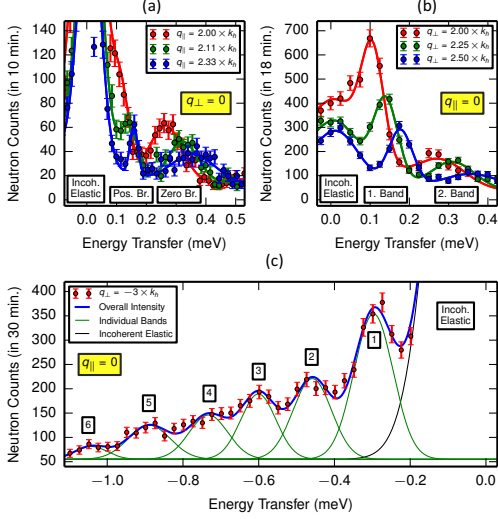 (a)
140
120
100
80
60
40
20
0
Neutron Counts (in 10 min.)
q∥ = 2.00 × kh
q∥ = 2.11 × kh
q∥ = 2.33 × kh
q⊥ = 0
Incoh.
Elastic
Pos. Br.
Zero Br.
0.0 0.1 0.2 0.3 0.4 0.5
Energy Transfer (meV)
(b)
700
600
500
400
300
200
100
0
Neutron Counts (in 18 min.)
q⊥ = 2.00 × kh
q⊥ = 2.25 × kh
q⊥ = 2.50 × kh
q∥ = 0
Incoh.
Elastic
1. Band
2. Band
0.0 0.1 0.2 0.3 0.4
Energy Transfer (meV)
(c)
400
350
300
250
200
150
100
50
Neutron Counts (in 30 min.)
q⊥ = −3 × kh
Overall Intensity
Individual Bands
Incoherent Elastic
q∥ = 0
Incoh.
Elastic
6
5
4
3
2
1
−1.0 −0.8 −0.6 −0.4 −0.2 0.0
Energy Transfer (meV)